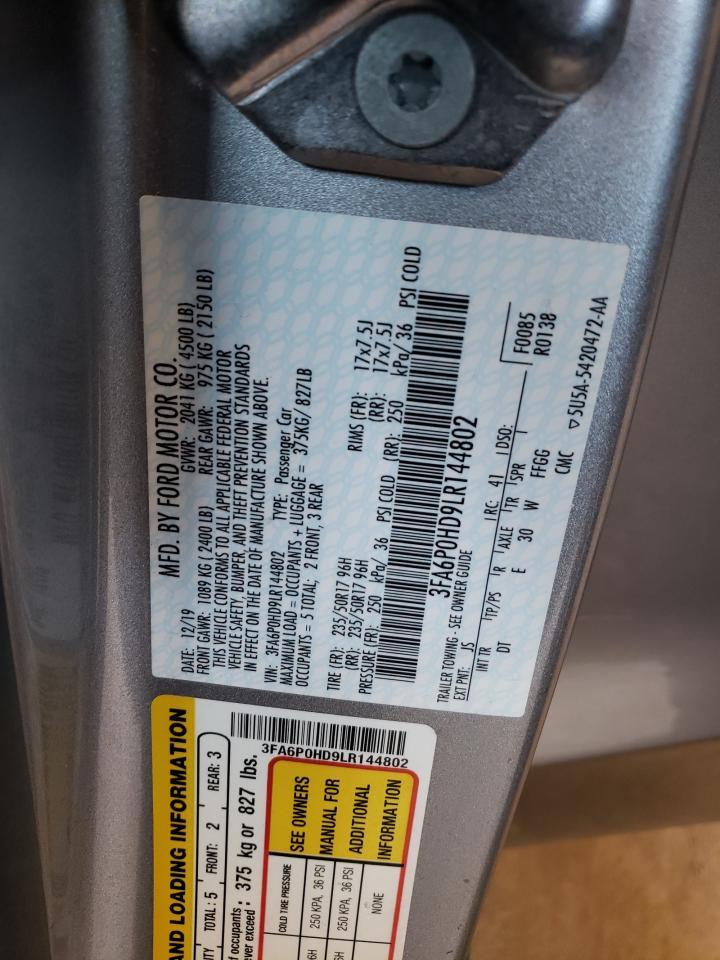 MFD. BY FORD MOTOR CO.
DATE: 12/19 GVWR: 2041 KG ( 4500 LB)
FRONT GAWR: 1089 KG ( 2400 LB) REAR GAWR: 975 KG ( 2150 LB)
THIS VEHICLE CONFORMS TO ALL APPLICABLE FEDERAL MOTOR
VEHICLE SAFETY, BUMPER, AND THEFT PREVENTION STANDARDS
IN EFFECT ON THE DATE OF MANUFACTURE SHOWN ABOVE.
VIN: 3FA6P0HD9LR144802 TYPE: Passenger Car
MAXIMUM LOAD = OCCUPANTS + LUGGAGE = 375KG/ 827LB
OCCUPANTS = 5 TOTAL; 2 FRONT, 3 REAR
TIRE (FR): 235/50R17 96H RIMS (FR): 17x7.5J
(RR): 235/50R17 96H (RR): 17x7.5J
PRESSURE (FR): 250 kPa/ 36 PSI COLD (RR): 250 kPa/ 36 PSI COLD
3FA6P0HD9LR144802
TRAILER TOWING - SEE OWNER GUIDE
EXT PNT: JS RC: 41 DSO: F0085
R0138
INT TR TP/PS R AXLE TR SPR
DT E 30 W FFGG
CMC ▽5U5A-5420472-AA
3FA6P0HD9LR144802
AND LOADING INFORMATION
TOTAL: 5 FRONT: 2 REAR: 3
occupants: 375 kg or 827 lbs.
exceed:
COLD TIRE PRESSURE SEE OWNERS
250 KPA, 36 PSI MANUAL FOR
250 KPA, 36 PSI ADDITIONAL
NONE INFORMATION